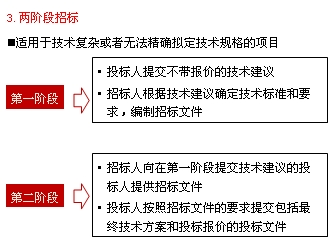 3. 两阶段招标
■适用于技术复杂或者无法精确拟定技术规格的项目
第一阶段
• 投标人提交不带报价的技术建议
• 招标人根据技术建议确定技术标准和要
求，编制招标文件
第二阶段
• 招标人向在第一阶段提交技术建议的投
标人提供招标文件
• 投标人按照招标文件的要求提交包括最
终技术方案和投标报价的投标文件